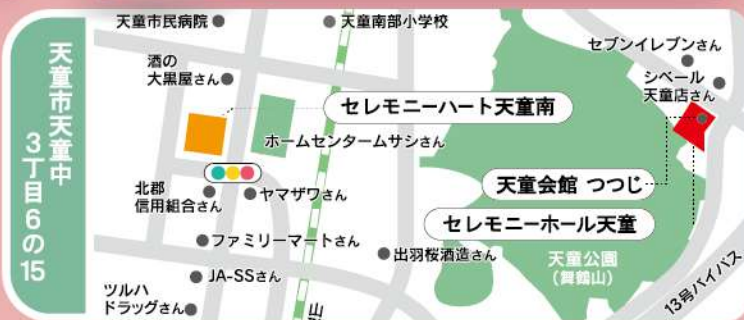 天童市天童中
3丁目6の15
天童市民病院
天童南部小学校
酒の
大黒屋さん
セブンイレブンさん
シベール
天童店さん
セレモニーハート天童南
ホームセンタームサシさん
天童会館 つつじ
セレモニーホール天童
北郡
信用組合さん
ヤマザワさん
ファミリーマートさん
出羽桜酒造さん
天童公園
(舞鶴山)
JA-SSさん
ツルハ
ドラッグさん
13号バイパス